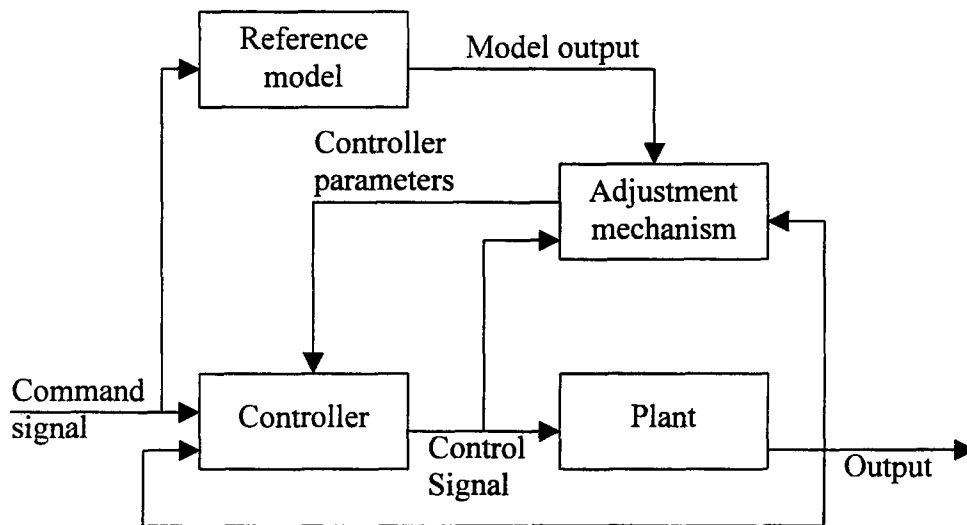 Reference
model
Model output
Controller
parameters
Adjustment
mechanism
Command
signal
Controller
Control
Signal
Plant
Output